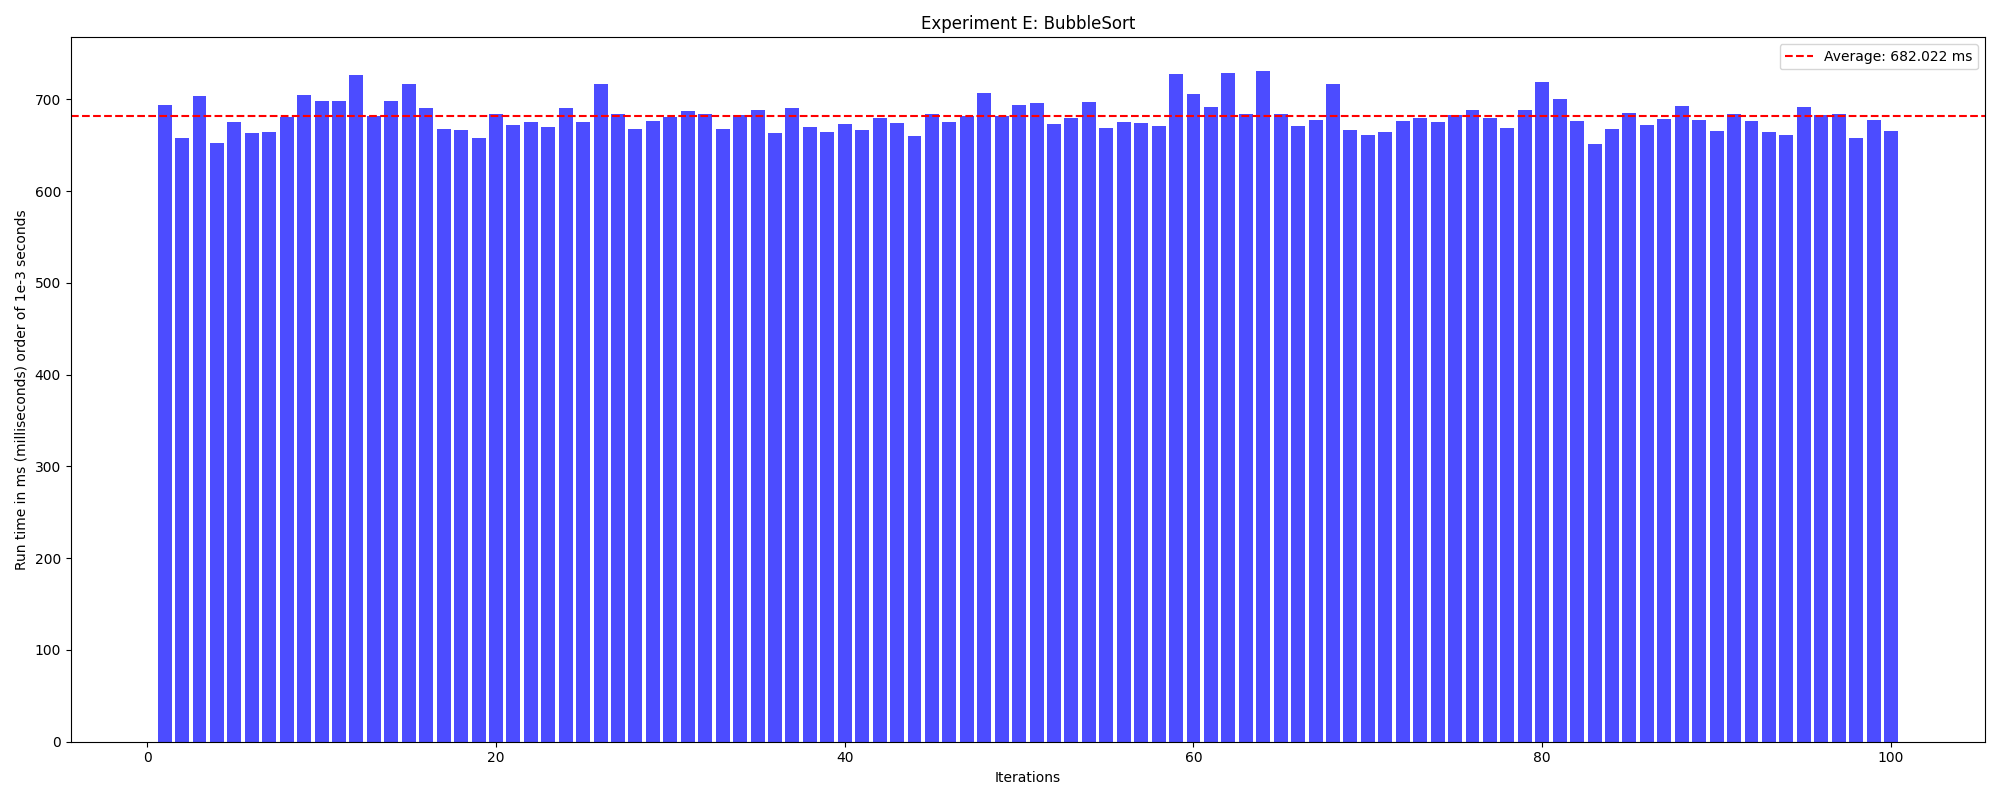 Experiment E: BubbleSort
Average: 682.022 ms
Run time in ms (milliseconds) order of 1e-3 seconds
700
600
500
400
300
200
100
0
0 20 40 60 80 100
Iterations